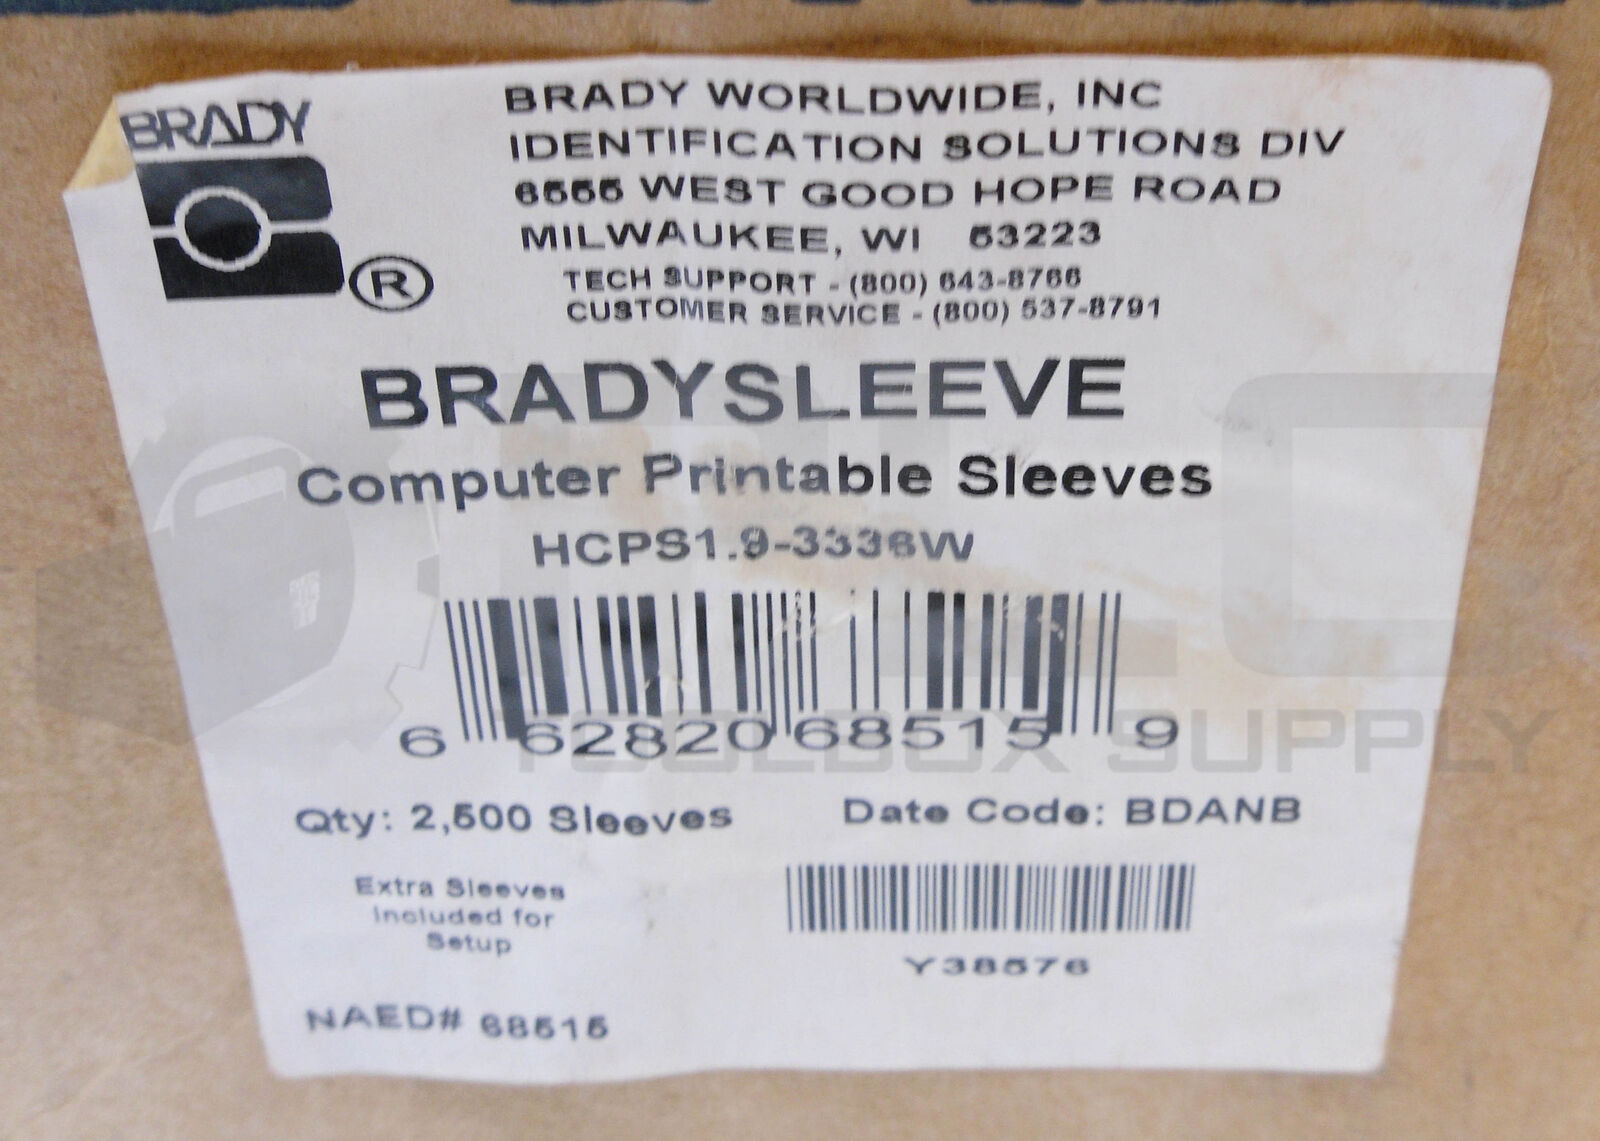 BRADY
®
BRADY WORLDWIDE, INC
IDENTIFICATION SOLUTIONS DIV
6555 WEST GOOD HOPE ROAD
MILWAUKEE, WI 53223
TECH SUPPORT - (800) 643-8766
CUSTOMER SERVICE - (800) 537-8791
BRADYSLEEVE
Computer Printable Sleeves
HCPS1.9-3336W
6 62820 68515 9
PLC
TOOLBOX SUPPLY
Qty: 2,500 Sleeves
Date Code: BDANB
Extra Sleeves
Included for
Setup
Y38576
NAED# 68515